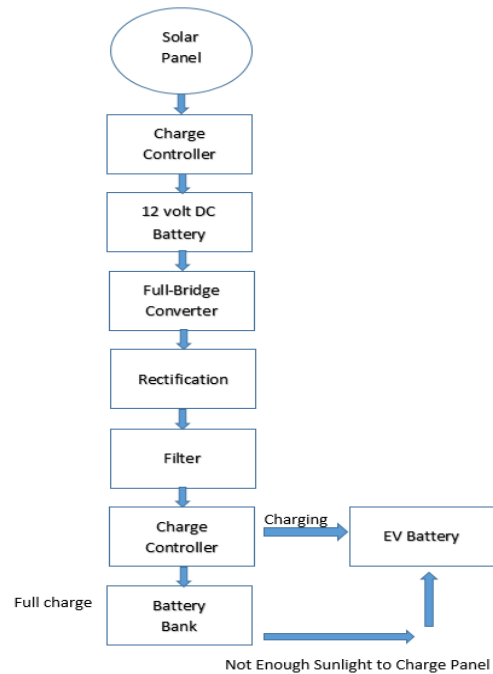 Solar
Panel
Charge
Controller
12 volt DC
Battery
Full-Bridge
Converter
Rectification
Filter
Charge
Controller
Charging
EV Battery
Full charge
Battery
Bank
Not Enough Sunlight to Charge Panel